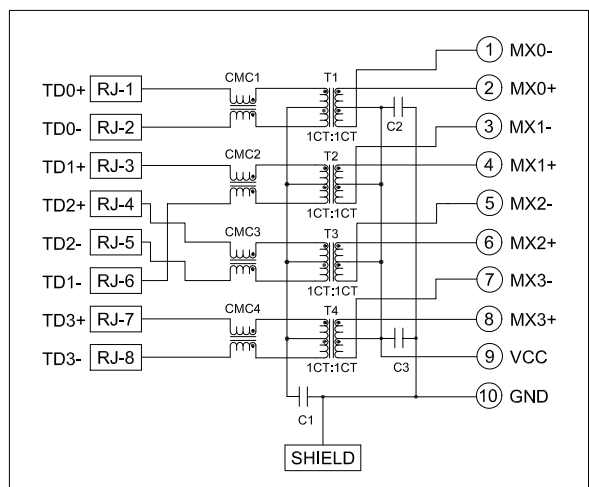 1 MX0-
CMC1 T1
TD0+ RJ-1 2 MX0+
TD0- RJ-2 1CT:1CT C2 3 MX1-
CMC2 T2
TD1+ RJ-3 4 MX1+
TD2+ RJ-4 1CT:1CT 5 MX2-
CMC3 T3
TD2- RJ-5 6 MX2+
TD1- RJ-6 1CT:1CT 7 MX3-
CMC4 T4
TD3+ RJ-7 8 MX3+
TD3- RJ-8 1CT:1CT C3 9 VCC
10 GND
C1
SHIELD